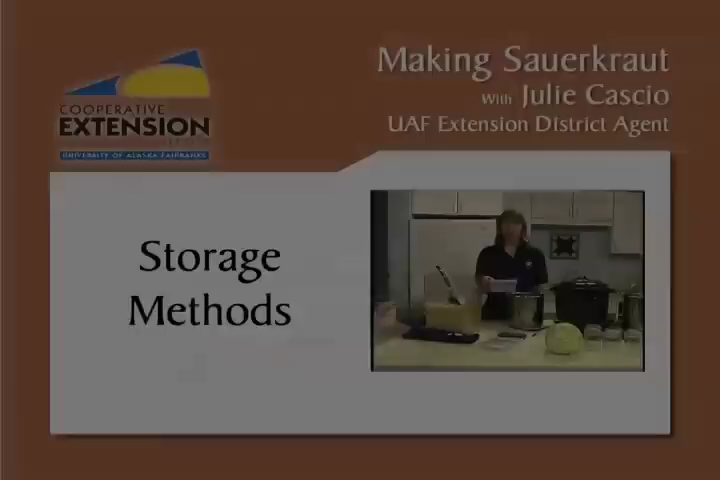 COOPERATIVE
EXTENSION
UNIVERSITY OF ALASKA FAIRBANKS
Making Sauerkraut
With Julie Cascio
UAF Extension District Agent
Storage
Methods